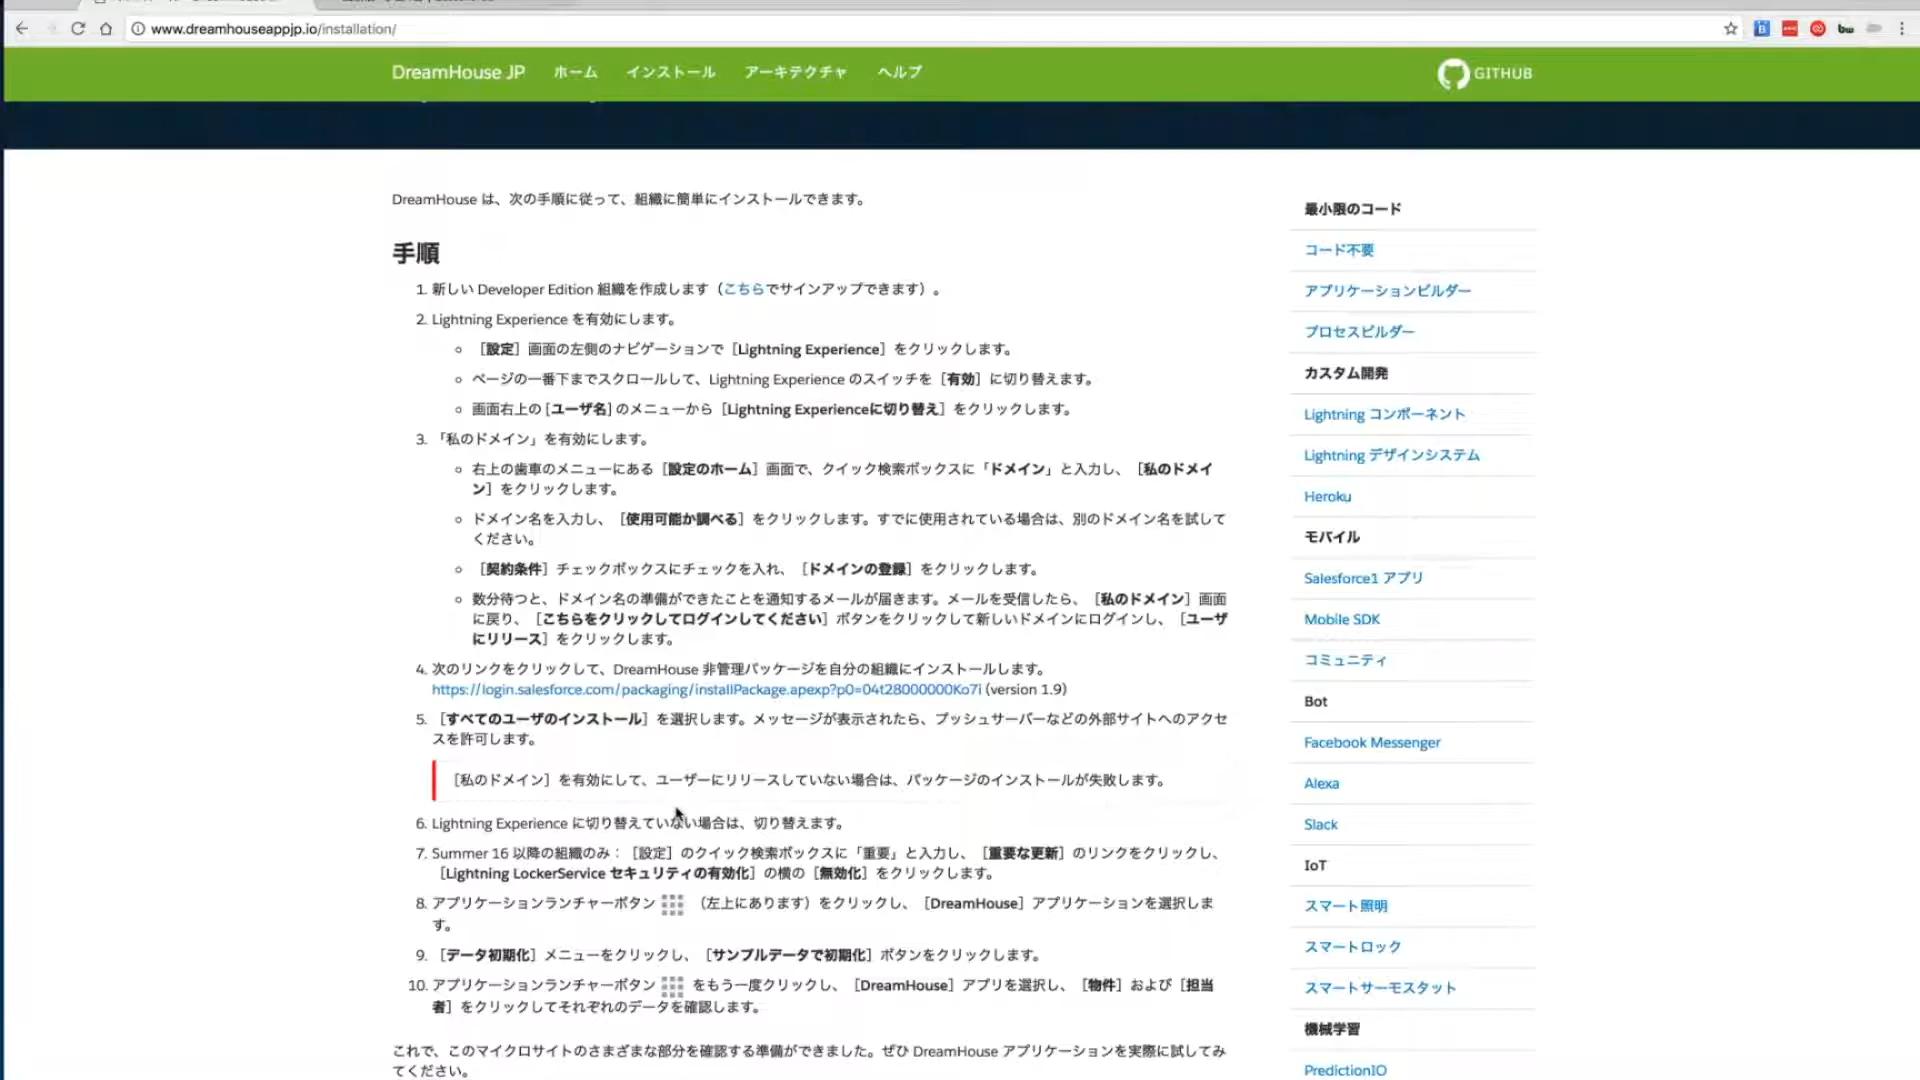 www.dreamhouseappjp.io/installation/
DreamHouse JP ホーム インストール アーキテクチャ ヘルプ GITHUB
DreamHouse は、次の手順に従って、組織に簡単にインストールできます。
手順
1. 新しい Developer Edition 組織を作成します（こちらでサインアップできます）。
2. Lightning Experience を有効にします。
［設定］画面の左側のナビゲーションで［Lightning Experience］をクリックします。
ページの一番下までスクロールして、Lightning Experience のスイッチを［有効］に切り替えます。
画面右上の [ユーザ名] のメニューから［Lightning Experienceに切り替え］をクリックします。
3. 「私のドメイン」を有効にします。
右上の歯車のメニューにある［設定のホーム］画面で、クイック検索ボックスに「ドメイン」と入力し、［私のドメイ
ン］をクリックします。
ドメイン名を入力し、［使用可能か調べる］をクリックします。すでに使用されている場合は、別のドメイン名を試して
ください。
［契約条件］チェックボックスにチェックを入れ、［ドメインの登録］をクリックします。
数分待つと、ドメイン名の準備ができたことを通知するメールが届きます。メールを受信したら、［私のドメイン］画面
に戻り、［こちらをクリックしてログインしてください］ボタンをクリックして新しいドメインにログインし、［ユーザ
にリリース］をクリックします。
4. 次のリンクをクリックして、DreamHouse 非管理パッケージを自分の組織にインストールします。
https://login.salesforce.com/packaging/installPackage.apexp?p0=04t28000000Ko7i (version 1.9)
5. ［すべてのユーザのインストール］を選択します。メッセージが表示されたら、プッシュサーバーなどの外部サイトへのアクセ
スを許可します。
［私のドメイン］を有効にして、ユーザーにリリースしていない場合は、パッケージのインストールが失敗します。
6. Lightning Experience に切り替えていない場合は、切り替えます。
7. Summer 16 以降の組織のみ：［設定］のクイック検索ボックスに「重要」と入力し、［重要な更新］のリンクをクリックし、
［Lightning LockerService セキュリティの有効化］の横の［無効化］をクリックします。
8. アプリケーションランチャーボタン （左上にあります）をクリックし、［DreamHouse］アプリケーションを選択しま
す。
9. ［データ初期化］メニューをクリックし、［サンプルデータで初期化］ボタンをクリックします。
10. アプリケーションランチャーボタン をもう一度クリックし、［DreamHouse］アプリを選択し、［物件］および［担当
者］をクリックしてそれぞれのデータを確認します。
これで、このマイクロサイトのさまざまな部分を確認する準備ができました。ぜひ DreamHouse アプリケーションを実際に試してみ
てください。
最小限のコード
コード不要
アプリケーションビルダー
プロセスビルダー
カスタム開発
Lightning コンポーネント
Lightning デザインシステム
Heroku
モバイル
Salesforce1 アプリ
Mobile SDK
コミュニティ
Bot
Facebook Messenger
Alexa
Slack
IoT
スマート照明
スマートロック
スマートサーモスタット
機械学習
PredictionIO